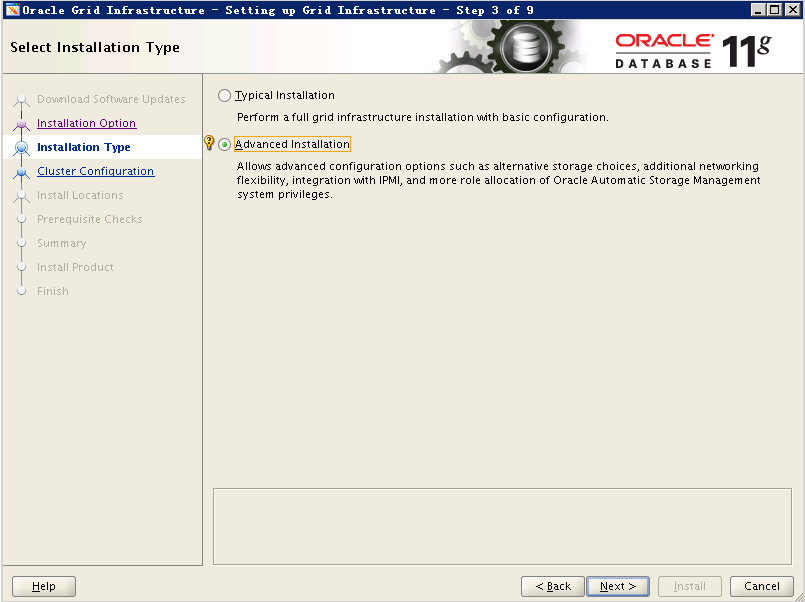 Oracle Grid Infrastructure - Setting up Grid Infrastructure - Step 3 of 9
Select Installation Type
ORACLE
DATABASE 11g
Download Software Updates
Installation Option
Installation Type
Cluster Configuration
Install Locations
Prerequisite Checks
Summary
Install Product
Finish
Typical Installation
Perform a full grid infrastructure installation with basic configuration.
Advanced Installation
Allows advanced configuration options such as alternative storage choices, additional networking
flexibility, integration with IPMI, and more role allocation of Oracle Automatic Storage Management
system privileges.
Help
< Back
Next >
Install
Cancel